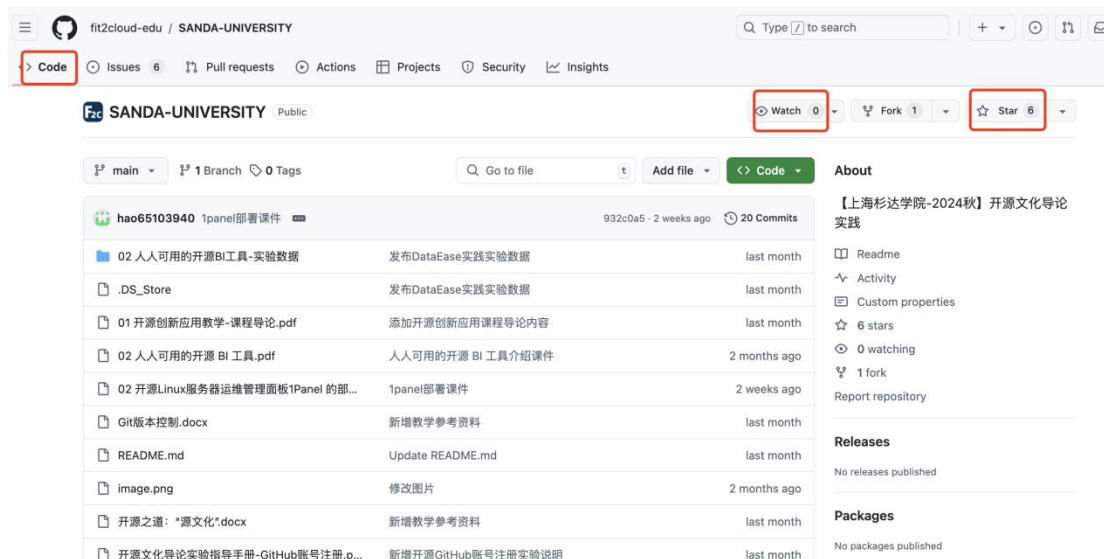 fit2cloud-edu / SANDA-UNIVERSITY
Type / to search
Code
Issues 6
Pull requests
Actions
Projects
Security
Insights
F2C SANDA-UNIVERSITY Public
Watch 0
Fork 1
Star 6
main
1 Branch
0 Tags
Go to file t
Add file
Code
hao65103940 1panel部署课件
932c0a5 · 2 weeks ago
20 Commits
02 人人可用的开源BI工具-实验数据 发布DataEase实践实验数据 last month
.DS_Store 发布DataEase实践实验数据 last month
01 开源创新应用教学-课程导论.pdf 添加开源创新应用课程导论内容 last month
02 人人可用的开源 BI 工具.pdf 人人可用的开源 BI 工具介绍课件 2 months ago
02 开源Linux服务器运维管理面板1Panel 的部... 1panel部署课件 2 weeks ago
Git版本控制.docx 新增教学参考资料 last month
README.md Update README.md last month
image.png 修改图片 2 months ago
开源之道：“源文化”.docx 新增教学参考资料 last month
开源文化导论实验指导手册-GitHub账号注册.p... 新增开源GitHub账号注册实验说明 last month
About
【上海杉达学院-2024秋】开源文化导论
实践
Readme
Activity
Custom properties
6 stars
0 watching
1 fork
Report repository
Releases
No releases published
Packages
No packages published